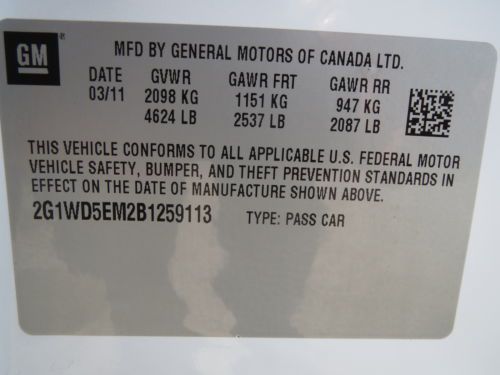 GM ®
MFD BY GENERAL MOTORS OF CANADA LTD.
DATE GVWR GAWR FRT GAWR RR
03/11 2098 KG 1151 KG 947 KG
4624 LB 2537 LB 2087 LB
THIS VEHICLE CONFORMS TO ALL APPLICABLE U.S. FEDERAL MOTOR
VEHICLE SAFETY, BUMPER, AND THEFT PREVENTION STANDARDS IN
EFFECT ON THE DATE OF MANUFACTURE SHOWN ABOVE.
2G1WD5EM2B1259113 TYPE: PASS CAR